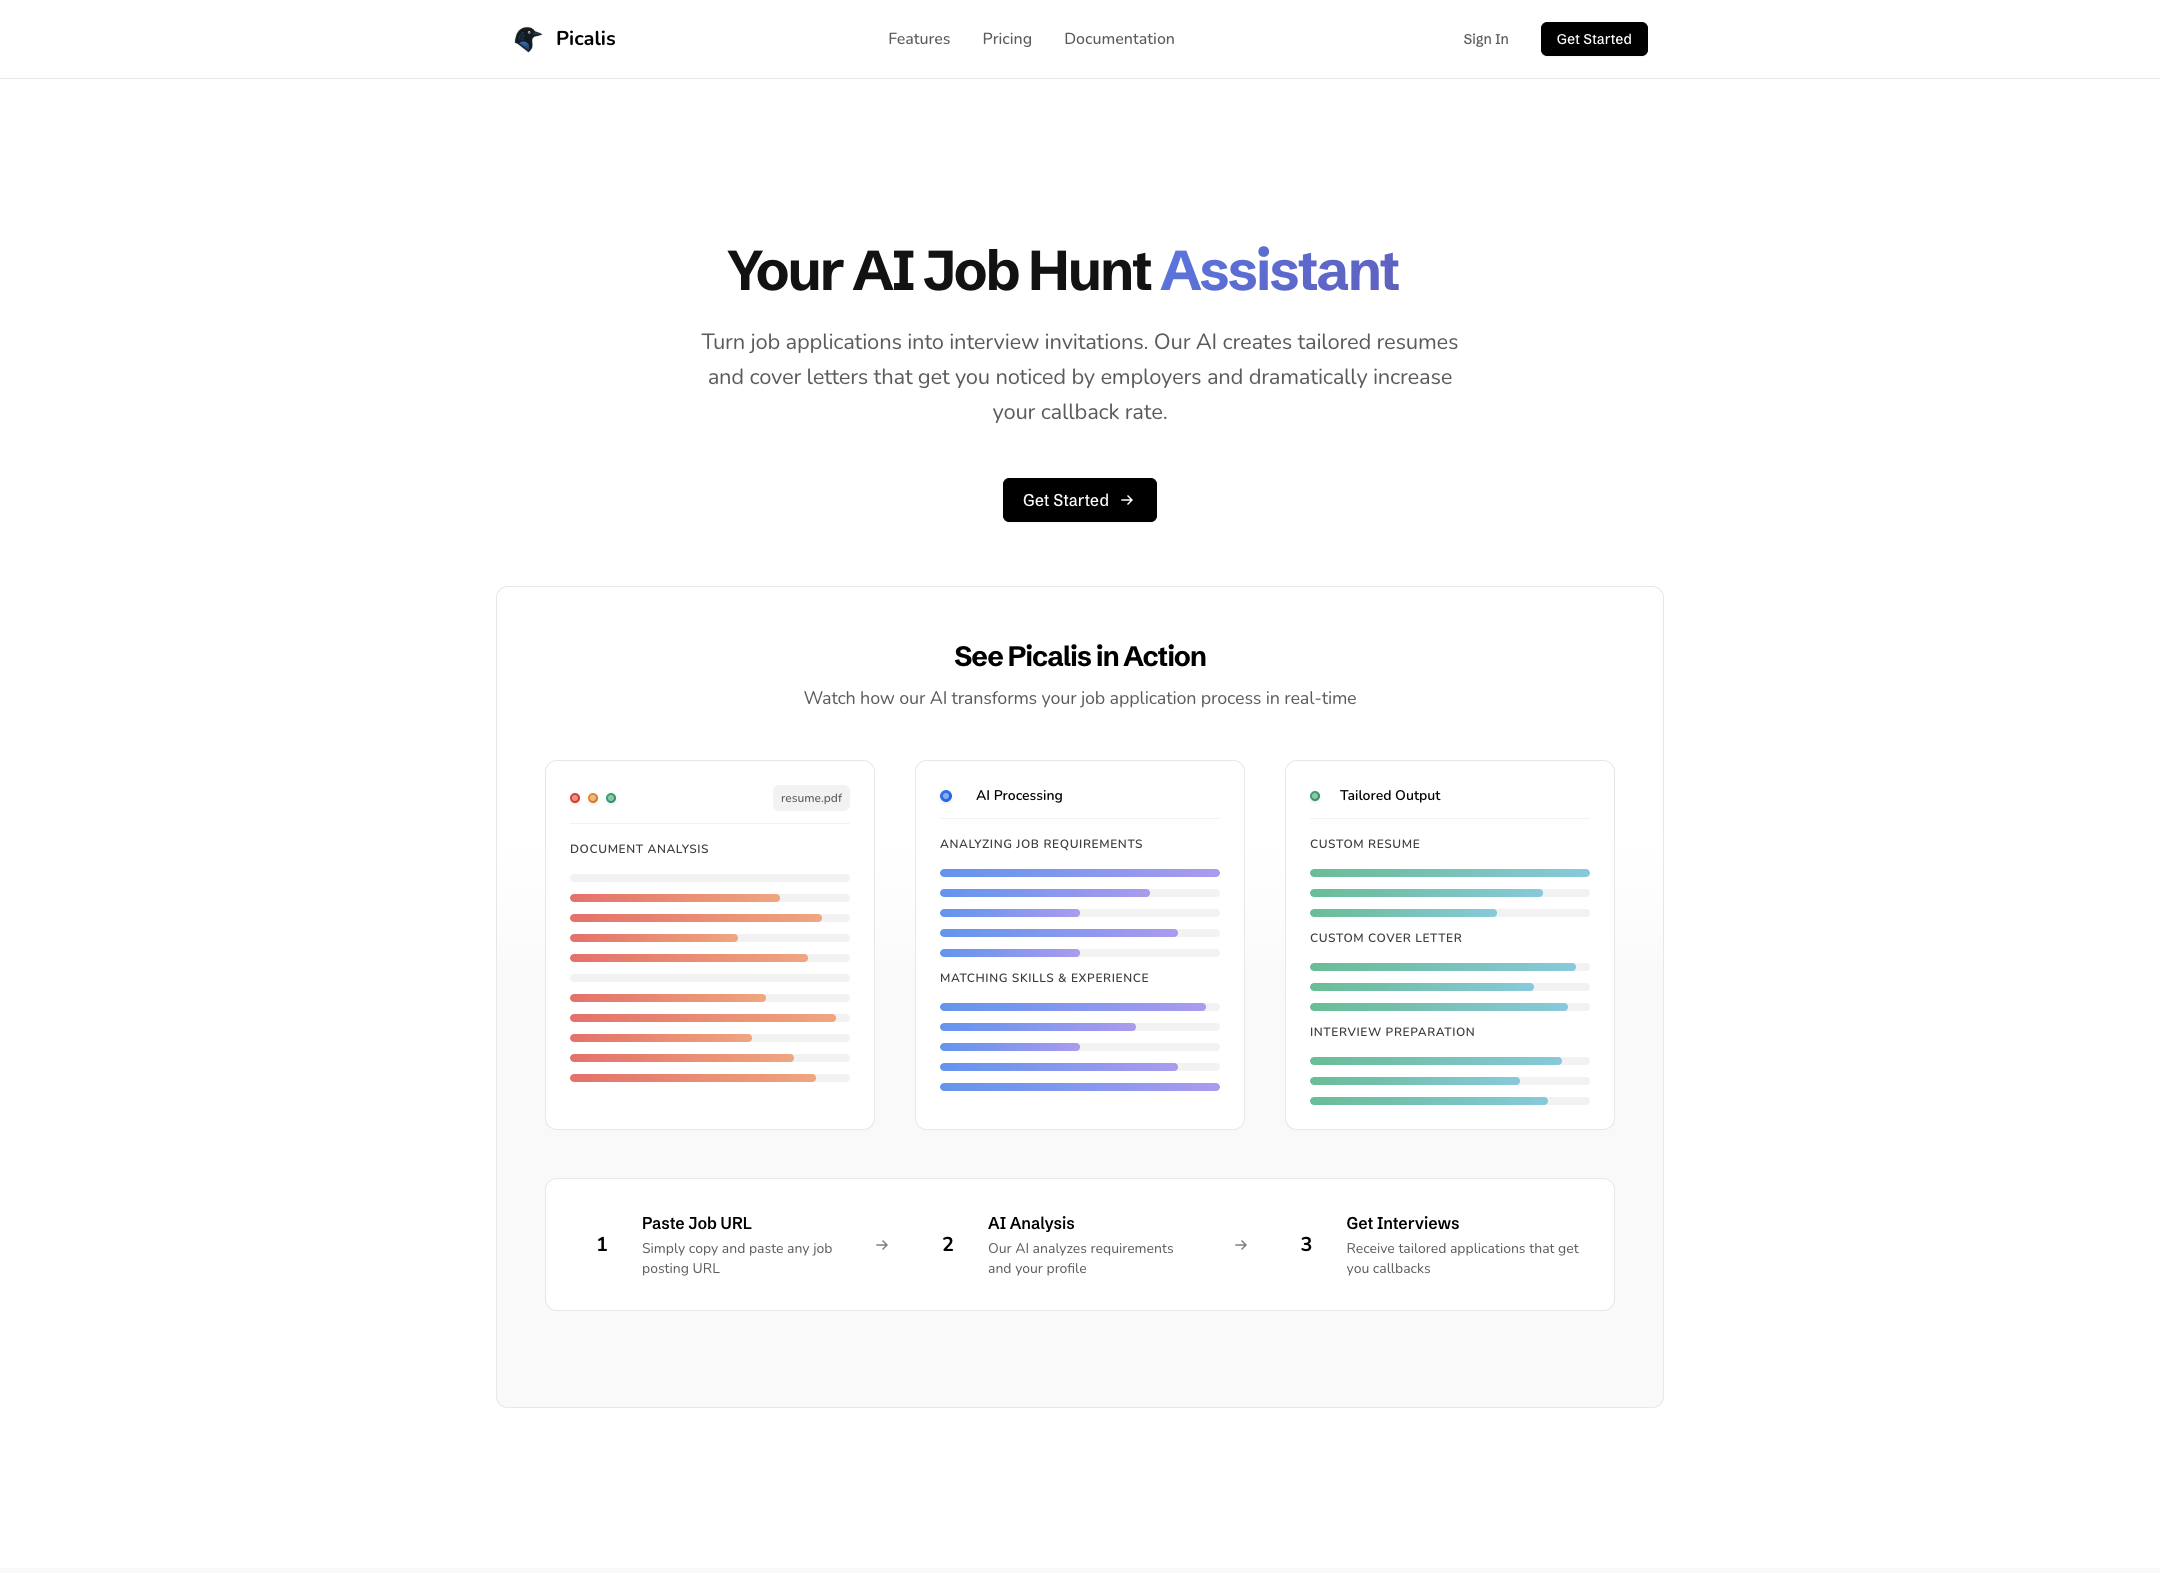 Picalis
Features
Pricing
Documentation
Sign In
Get Started
Your AI Job Hunt Assistant
Turn job applications into interview invitations. Our AI creates tailored resumes
and cover letters that get you noticed by employers and dramatically increase
your callback rate.
Get Started →
See Picalis in Action
Watch how our AI transforms your job application process in real-time
resume.pdf
DOCUMENT ANALYSIS
AI Processing
ANALYZING JOB REQUIREMENTS
MATCHING SKILLS & EXPERIENCE
Tailored Output
CUSTOM RESUME
CUSTOM COVER LETTER
INTERVIEW PREPARATION
1
Paste Job URL
Simply copy and paste any job
posting URL
→
2
AI Analysis
Our AI analyzes requirements
and your profile
→
3
Get Interviews
Receive tailored applications that get
you callbacks